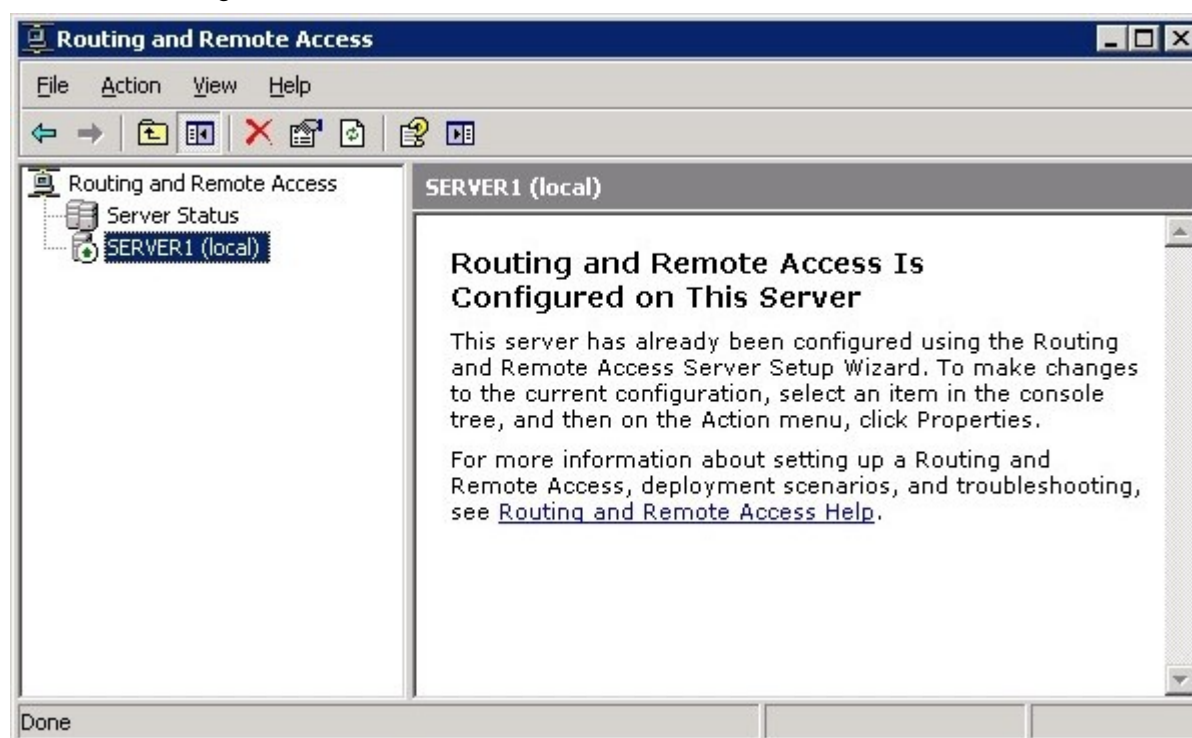 Routing and Remote Access
File Action View Help
Routing and Remote Access
Server Status
SERVER1 (local)
SERVER1 (local)
Routing and Remote Access Is
Configured on This Server
This server has already been configured using the Routing
and Remote Access Server Setup Wizard. To make changes
to the current configuration, select an item in the console
tree, and then on the Action menu, click Properties.
For more information about setting up a Routing and
Remote Access, deployment scenarios, and troubleshooting,
see Routing and Remote Access Help.
Done